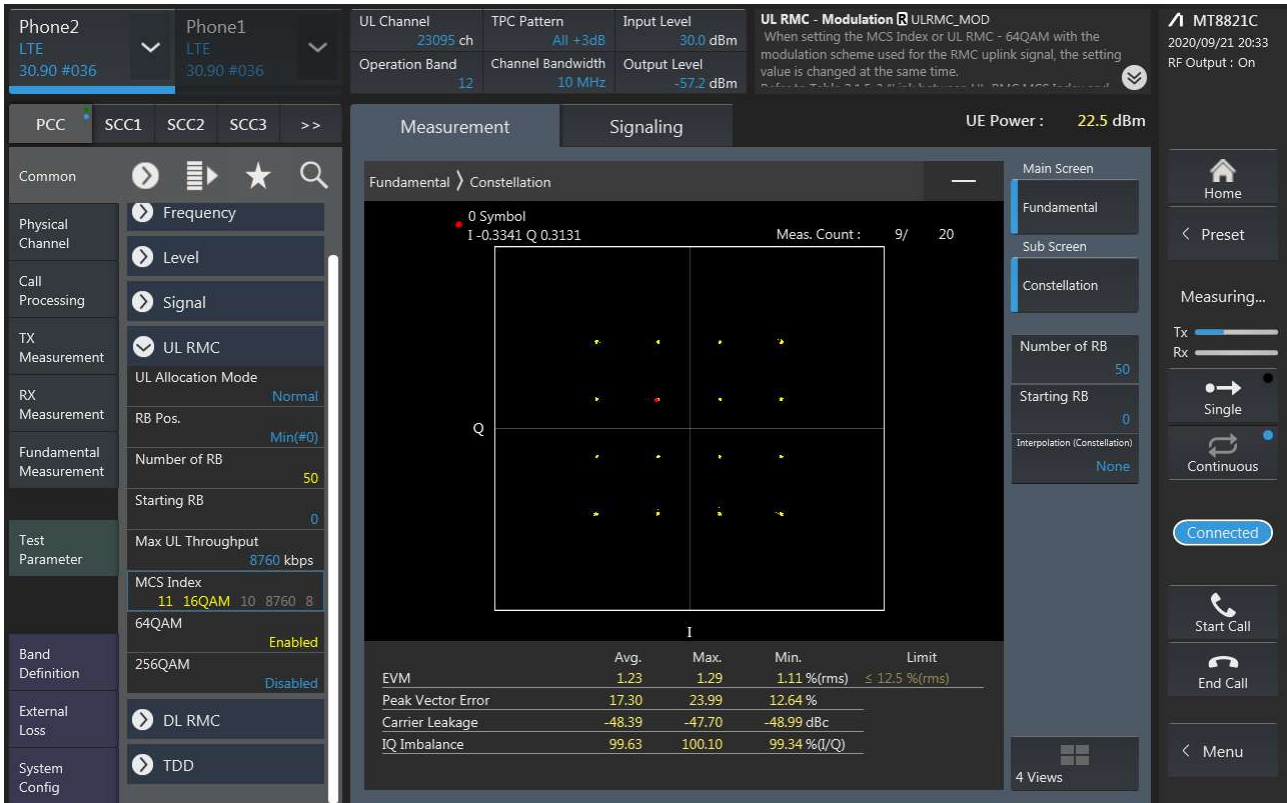 Phone2
LTE
30.90 #036
Phone1
LTE
30.90 #036
UL Channel
23095 ch
TPC Pattern
All +3dB
Input Level
30.0 dBm
Operation Band
12
Channel Bandwidth
10 MHz
Output Level
-57.2 dBm
UL RMC - Modulation R ULRMC_MOD
When setting the MCS Index or UL RMC - 64QAM with the
modulation scheme used for the RMC uplink signal, the setting
value is changed at the same time.
MT8821C
2020/09/21 20:33
RF Output : On
PCC SCC1 SCC2 SCC3 >>
Measurement
Signaling
UE Power : 22.5 dBm
Common
Physical
Channel
Call
Processing
TX
Measurement
RX
Measurement
Fundamental
Measurement
Test
Parameter
Band
Definition
External
Loss
System
Config
Frequency
Level
Signal
UL RMC
UL Allocation Mode
Normal
RB Pos.
Min(#0)
Number of RB
50
Starting RB
0
Max UL Throughput
8760 kbps
MCS Index
11 16QAM 10 8760 8
64QAM
Enabled
256QAM
Disabled
DL RMC
TDD
Fundamental > Constellation
0 Symbol
I -0.3341 Q 0.3131
Meas. Count : 9/ 20
Q
I
Avg. Max. Min. Limit
EVM 1.23 1.29 1.11 %(rms) ≤ 12.5 %(rms)
Peak Vector Error 17.30 23.99 12.64 %
Carrier Leakage -48.39 -47.70 -48.99 dBc
IQ Imbalance 99.63 100.10 99.34 %(I/Q)
Main Screen
Fundamental
Sub Screen
Constellation
Number of RB
50
Starting RB
0
Interpolation (Constellation)
None
4 Views
Home
< Preset
Measuring...
Tx
Rx
Single
Continuous
Connected
Start Call
End Call
< Menu